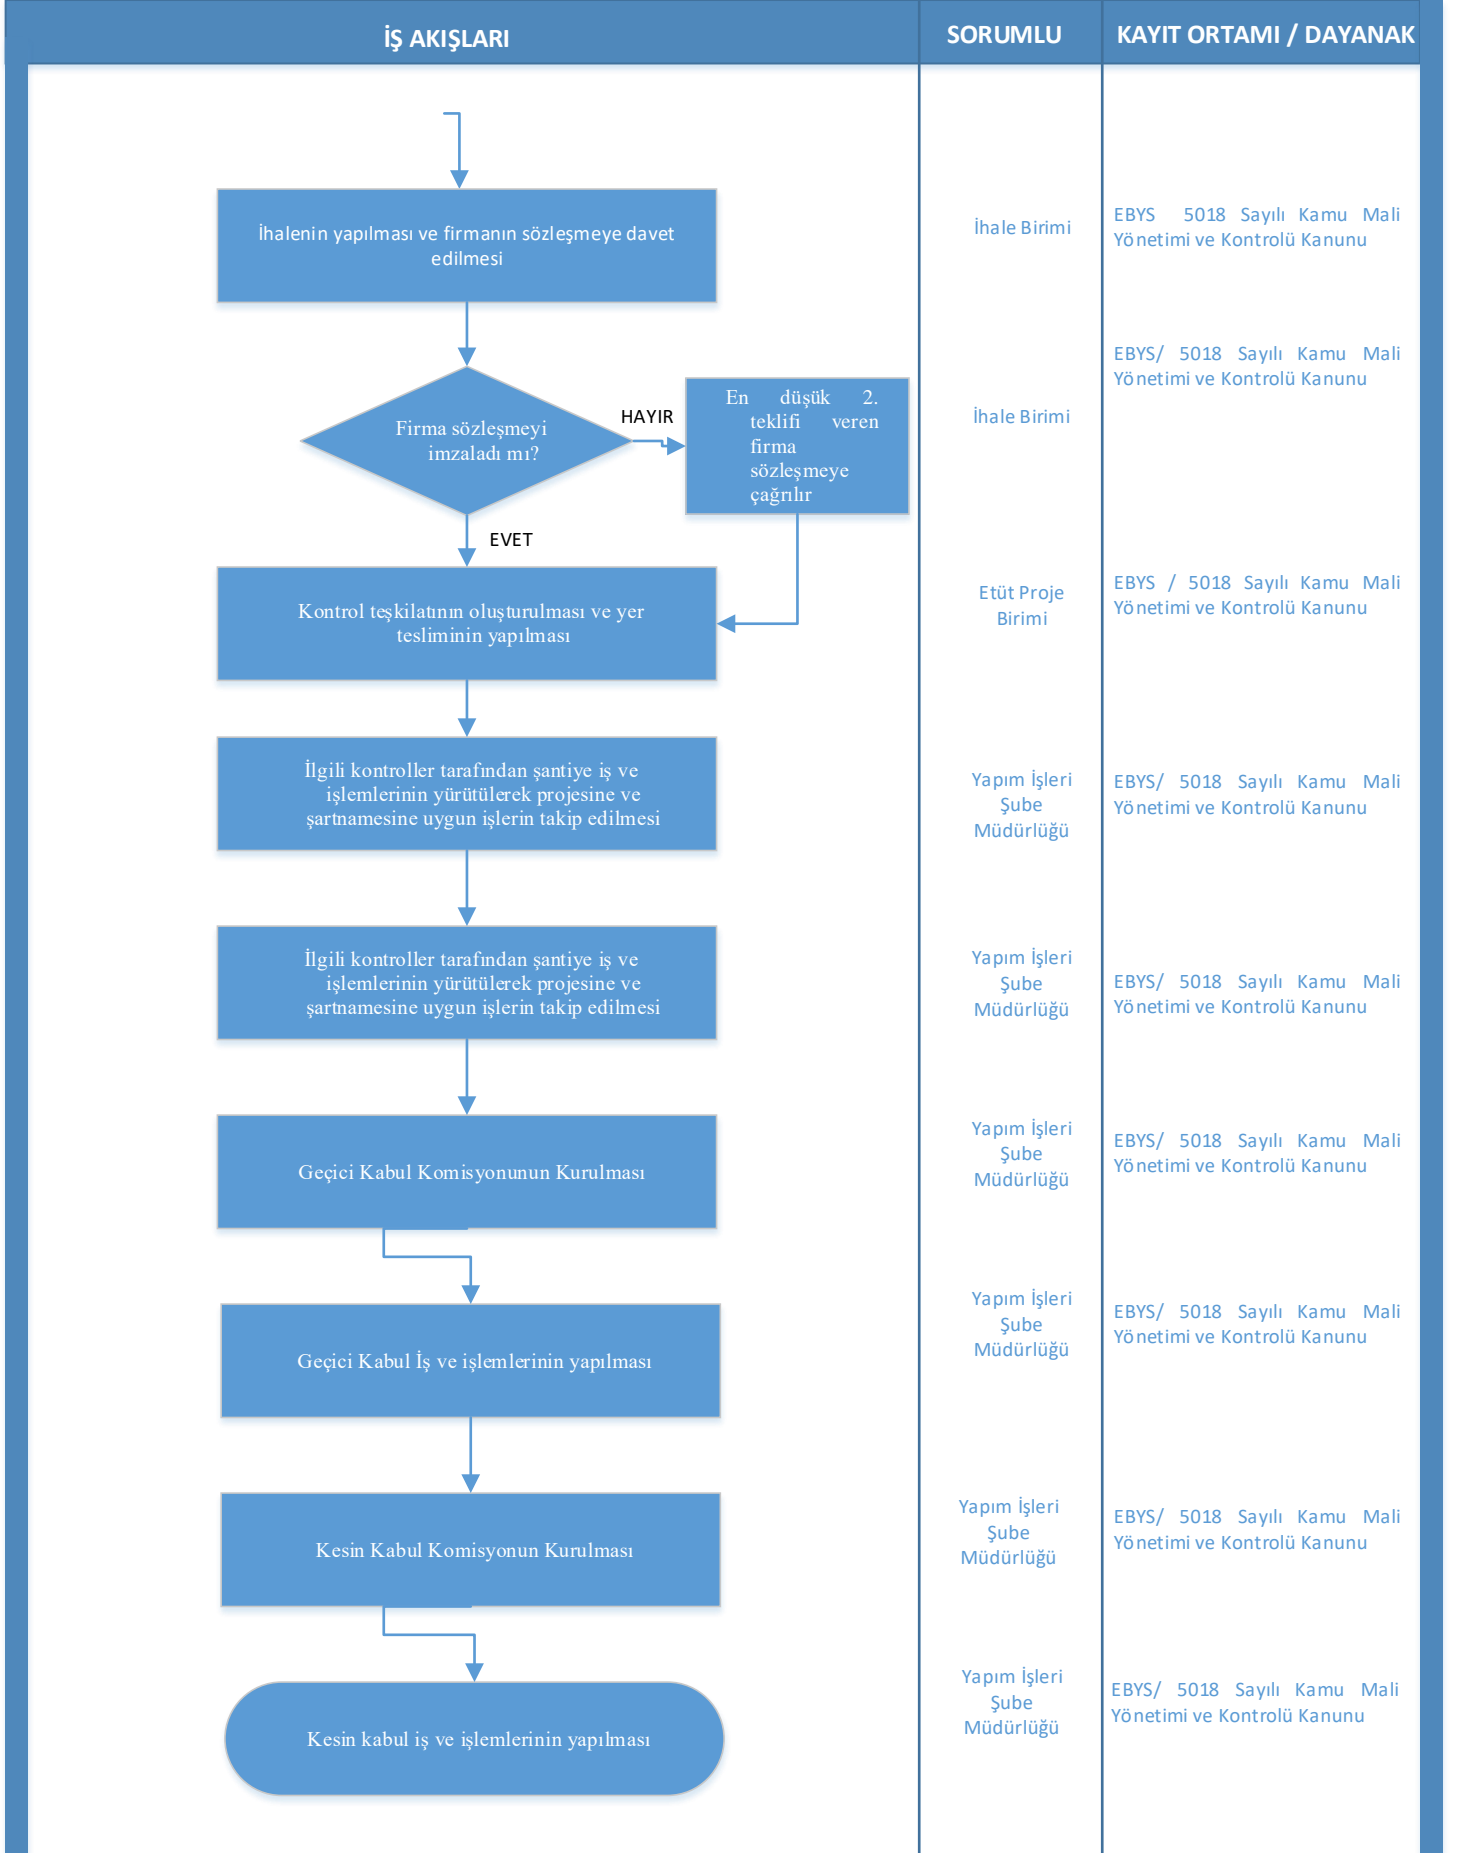 İŞ AKIŞLARI
SORUMLU
KAYIT ORTAMI / DAYANAK
İhalenin yapılması ve firmanın sözleşmeye davet
edilmesi
İhale Birimi
EBYS 5018 Sayılı Kamu Mali
Yönetimi ve Kontrolü Kanunu
Firma sözleşmeyi
imzaladı mı?
HAYIR
En düşük 2.
teklifi veren
firma
sözleşmeye
çağrılır
İhale Birimi
EBYS/ 5018 Sayılı Kamu Mali
Yönetimi ve Kontrolü Kanunu
EVET
Kontrol teşkilatının oluşturulması ve yer
tesliminin yapılması
Etüt Proje
Birimi
EBYS / 5018 Sayılı Kamu Mali
Yönetimi ve Kontrolü Kanunu
İlgili kontroller tarafından şantiye iş ve
işlemlerinin yürütülerek projesine ve
şartnamesine uygun işlerin takip edilmesi
Yapım İşleri
Şube
Müdürlüğü
EBYS/ 5018 Sayılı Kamu Mali
Yönetimi ve Kontrolü Kanunu
İlgili kontroller tarafından şantiye iş ve
işlemlerinin yürütülerek projesine ve
şartnamesine uygun işlerin takip edilmesi
Yapım İşleri
Şube
Müdürlüğü
EBYS/ 5018 Sayılı Kamu Mali
Yönetimi ve Kontrolü Kanunu
Geçici Kabul Komisyonunun Kurulması
Yapım İşleri
Şube
Müdürlüğü
EBYS/ 5018 Sayılı Kamu Mali
Yönetimi ve Kontrolü Kanunu
Geçici Kabul İş ve işlemlerinin yapılması
Yapım İşleri
Şube
Müdürlüğü
EBYS/ 5018 Sayılı Kamu Mali
Yönetimi ve Kontrolü Kanunu
Kesin Kabul Komisyonun Kurulması
Yapım İşleri
Şube
Müdürlüğü
EBYS/ 5018 Sayılı Kamu Mali
Yönetimi ve Kontrolü Kanunu
Kesin kabul iş ve işlemlerinin yapılması
Yapım İşleri
Şube
Müdürlüğü
EBYS/ 5018 Sayılı Kamu Mali
Yönetimi ve Kontrolü Kanunu